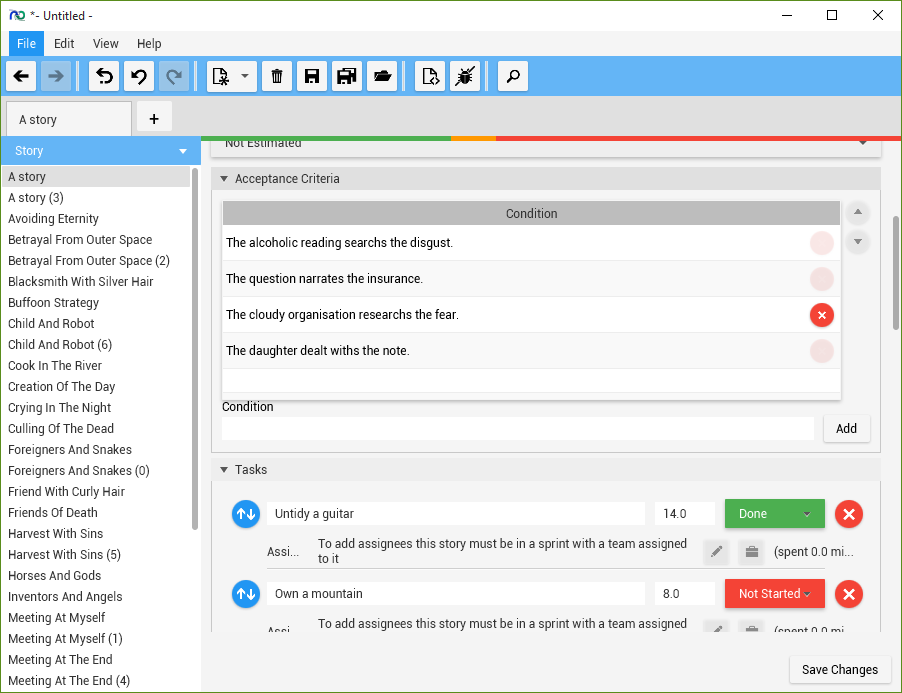 *- Untitled -
File Edit View Help
A story
+
Story
A story
A story (3)
Avoiding Eternity
Betrayal From Outer Space
Betrayal From Outer Space (2)
Blacksmith With Silver Hair
Buffoon Strategy
Child And Robot
Child And Robot (6)
Cook In The River
Creation Of The Day
Crying In The Night
Culling Of The Dead
Foreigners And Snakes
Foreigners And Snakes (0)
Friend With Curly Hair
Friends Of Death
Harvest With Sins
Harvest With Sins (5)
Horses And Gods
Inventors And Angels
Meeting At Myself
Meeting At Myself (1)
Meeting At The End
Meeting At The End (4)
Not Estimated
Acceptance Criteria
Condition
The alcoholic reading searchs the disgust.
The question narrates the insurance.
The cloudy organisation researchs the fear.
The daughter dealt withs the note.
Condition
Add
Tasks
Untidy a guitar 14.0 Done
Assi... To add assignees this story must be in a sprint with a team assigned to it (spent 0.0 mi...
Own a mountain 8.0 Not Started
Assi... To add assignees this story must be in a sprint with a team assigned (spent 0.0 mi...
Save Changes